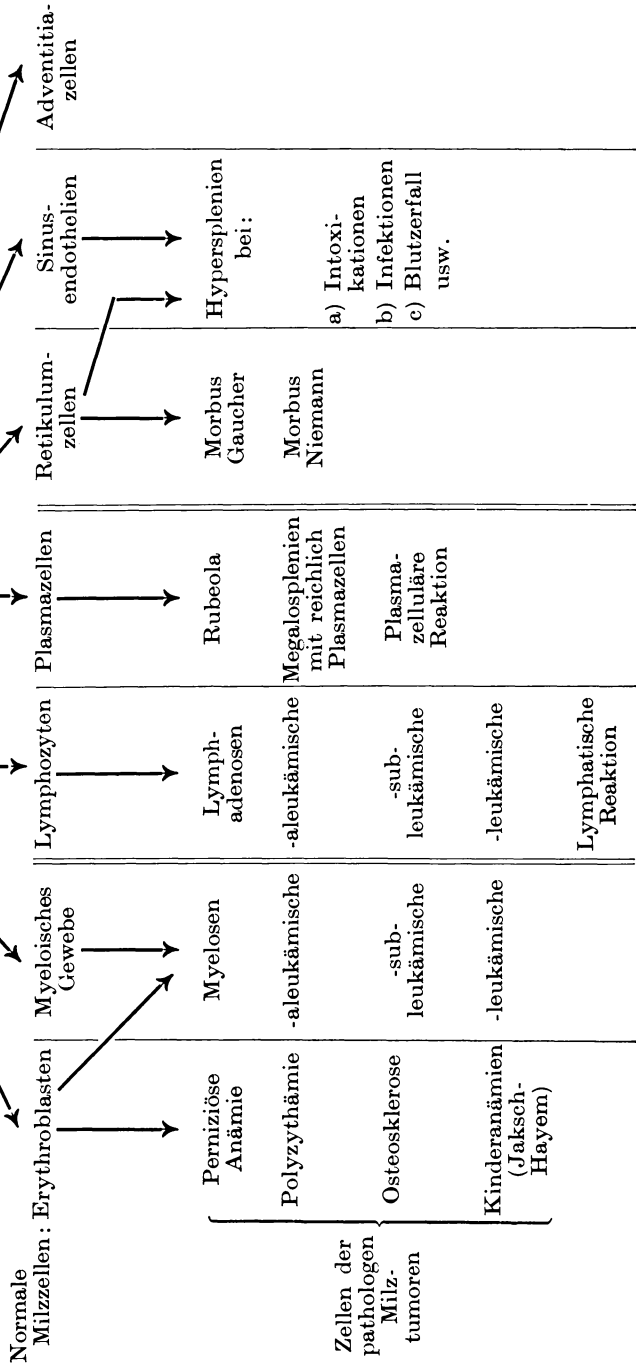 Normale
Milzzellen: Erythroblasten
Myeloisches
Gewebe
Lymphozyten
Plasmazellen
Retikulum-
zellen
Sinus-
endothelien
Adventitia-
zellen
Zellen der
pathologen
Milz-
tumoren
Perniziöse
Anämie
Polyzythämie
Osteosklerose
Kinderanämien
(Jaksch-
Hayem)
Myelosen
-aleukämische
-sub-
leukämische
-leukämische
Lymph-
adenosen
-aleukämische
-sub-
leukämische
-leukämische
Lymphatische
Reaktion
Rubeola
Megalosplenien
mit reichlich
Plasmazellen
Plasma-
zelluläre
Reaktion
Morbus
Gaucher
Morbus
Niemann
Hypersplenien
bei:
a) Intoxi-
kationen
b) Infektionen
c) Blutzerfall
usw.